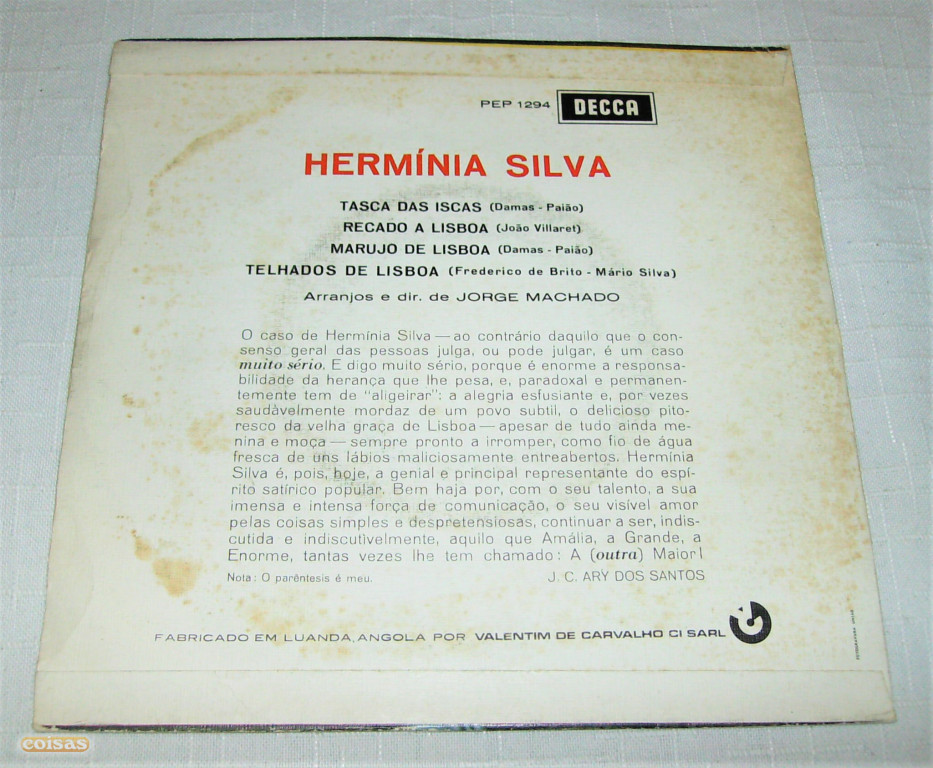 PEP 1294 DECCA
HERMÍNIA SILVA
TASCA DAS ISCAS (Damas - Paião)
RECADO A LISBOA (João Villaret)
MARUJO DE LISBOA (Damas - Paião)
TELHADOS DE LISBOA (Frederico de Brito - Mário Silva)
Arranjos e dir. de JORGE MACHADO
O caso de Hermínia Silva — ao contrário daquilo que o con-
senso geral das pessoas julga, ou pode julgar, é um caso
muito sério. E digo muito sério, porque é enorme a responsa-
bilidade da herança que lhe pesa, e, paradoxal e permanen-
temente tem de "aligeirar": a alegria esfusiante e, por vezes
saudàvelmente mordaz de um povo subtil, o delicioso pito-
resco da velha graça de Lisboa — apesar de tudo ainda me-
nina e moça — sempre pronto a irromper, como fio de água
fresca de uns lábios maliciosamente entreabertos. Hermínia
Silva é, pois, hoje, a genial e principal representante do espí-
rito satírico popular. Bem haja por, com o seu talento, a sua
imensa e intensa força de comunicação, o seu visível amor
pelas coisas simples e despretensiosas, continuar a ser, indis-
cutida e indiscutìvelmente, aquilo que Amália, a Grande, a
Enorme, tantas vezes lhe tem chamado: A (outra) Maior!
Nota: O parêntesis é meu. J. C. ARY DOS SANTOS
FABRICADO EM LUANDA, ANGOLA POR VALENTIM DE CARVALHO CI SARL
coisas